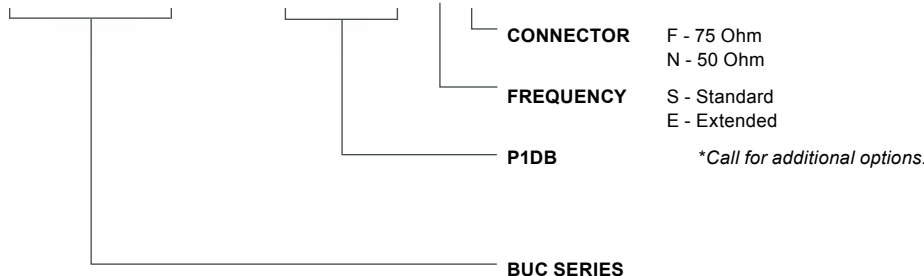 CONNECTOR F - 75 Ohm
N - 50 Ohm
FREQUENCY S - Standard
E - Extended
P1DB *Call for additional options.
BUC SERIES